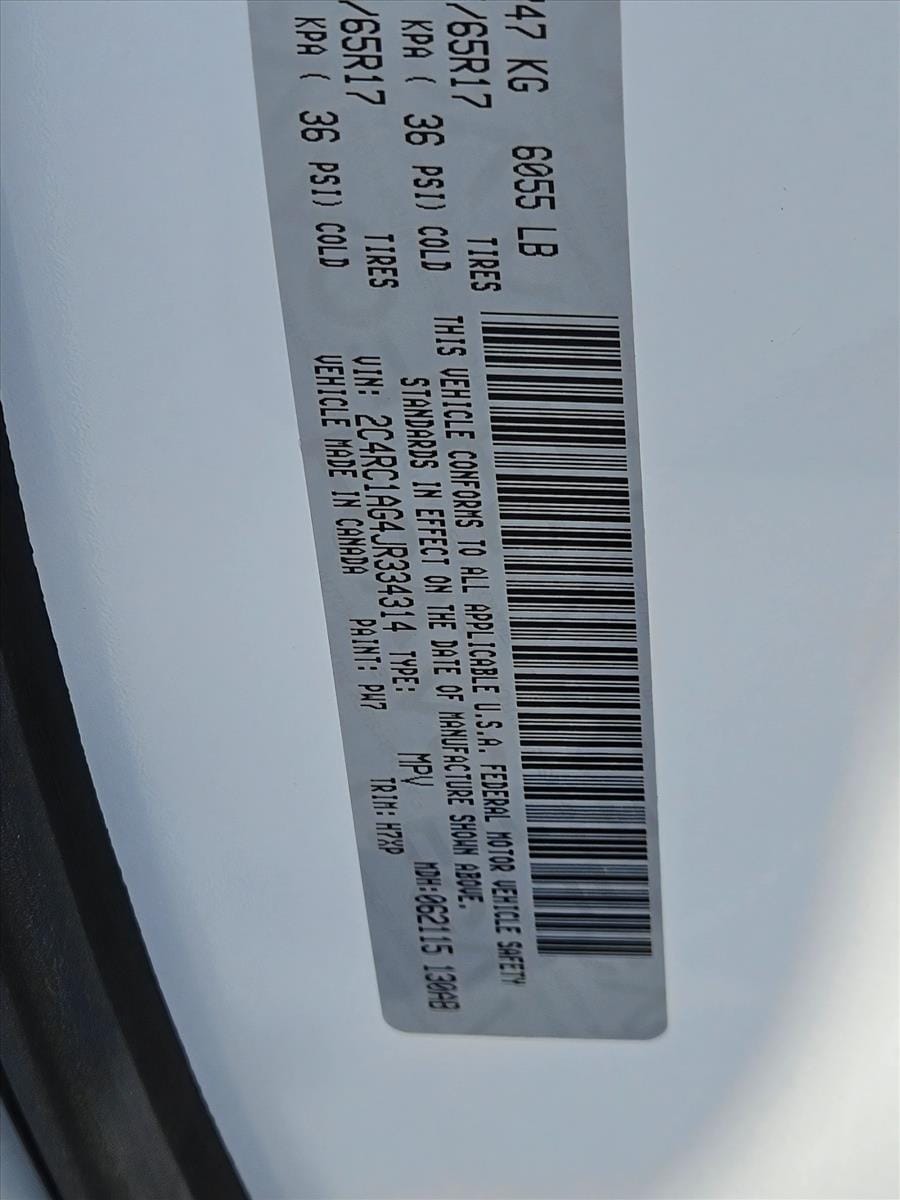 747 KG 6055 LB
/65R17 TIRES
KPA ( 36 PSI) COLD
/65R17 TIRES
KPA ( 36 PSI) COLD
THIS VEHICLE CONFORMS TO ALL APPLICABLE U.S.A. FEDERAL MOTOR VEHICLE SAFETY
STANDARDS IN EFFECT ON THE DATE OF MANUFACTURE SHOWN ABOVE.
VIN: 2C4RC1AG4JR334314 TYPE: MPV MDH:062115 130AB
VEHICLE MADE IN CANADA PAINT: PW7 TRIM: H7XP